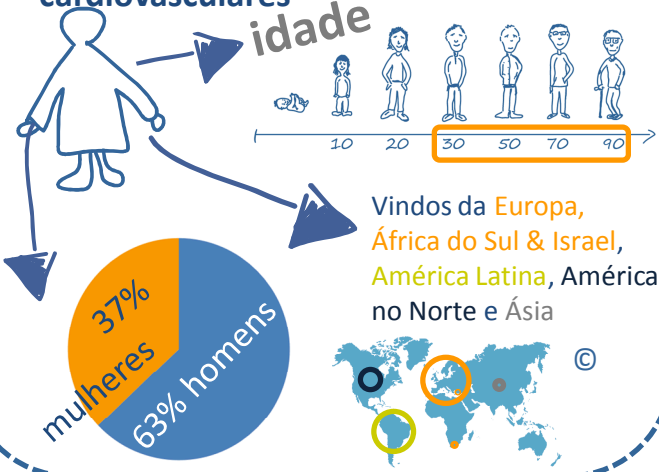 cardiovasculares
idade
10 20 30 50 70 90
Vindos da Europa,
África do Sul & Israel,
América Latina, América
no Norte e Ásia
©
37%
mulheres
63% homens